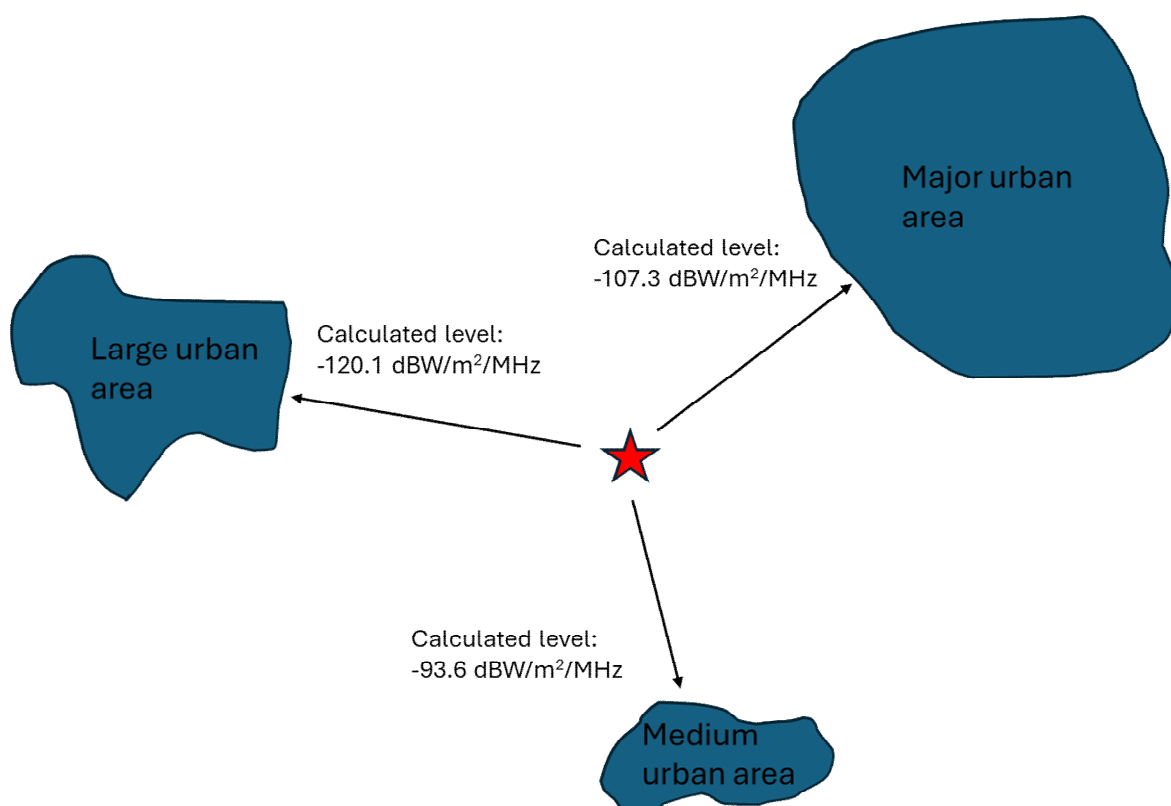 Major urban
area
Calculated level:
-107.3 dBW/m²/MHz
Calculated level:
-120.1 dBW/m²/MHz
Large urban
area
Calculated level:
-93.6 dBW/m²/MHz
Medium
urban area